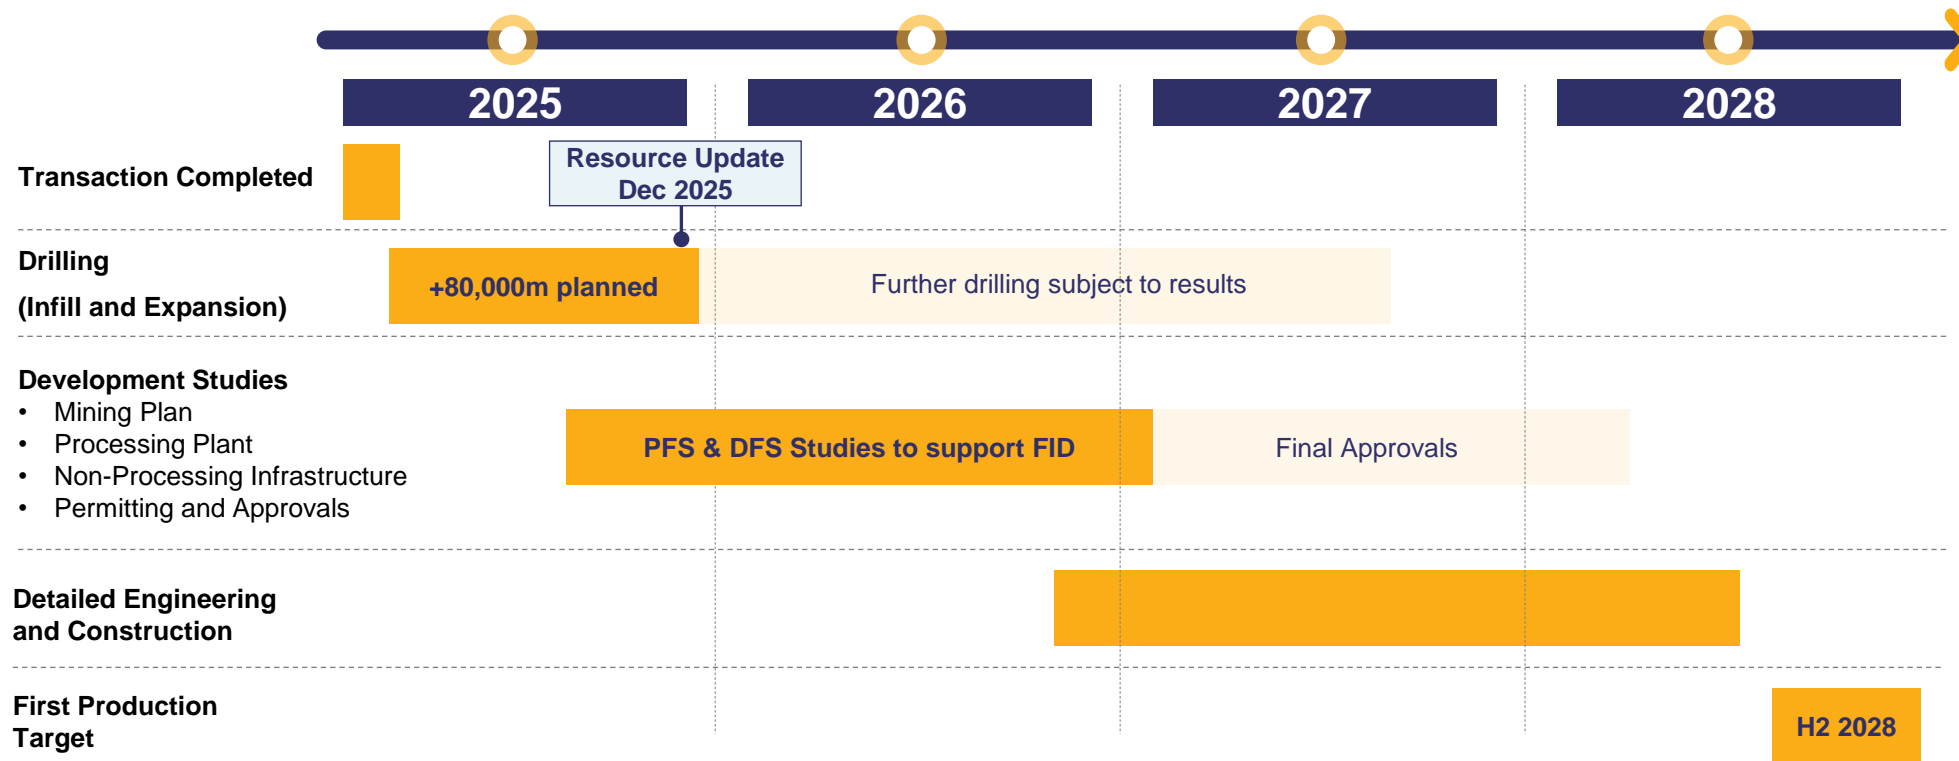 2025
2026
2027
2028
Transaction Completed
Resource Update
Dec 2025
Drilling
(Infill and Expansion)
+80,000m planned
Further drilling subject to results
Development Studies
• Mining Plan
• Processing Plant
• Non-Processing Infrastructure
• Permitting and Approvals
PFS & DFS Studies to support FID
Final Approvals
Detailed Engineering
and Construction
First Production
Target
H2 2028